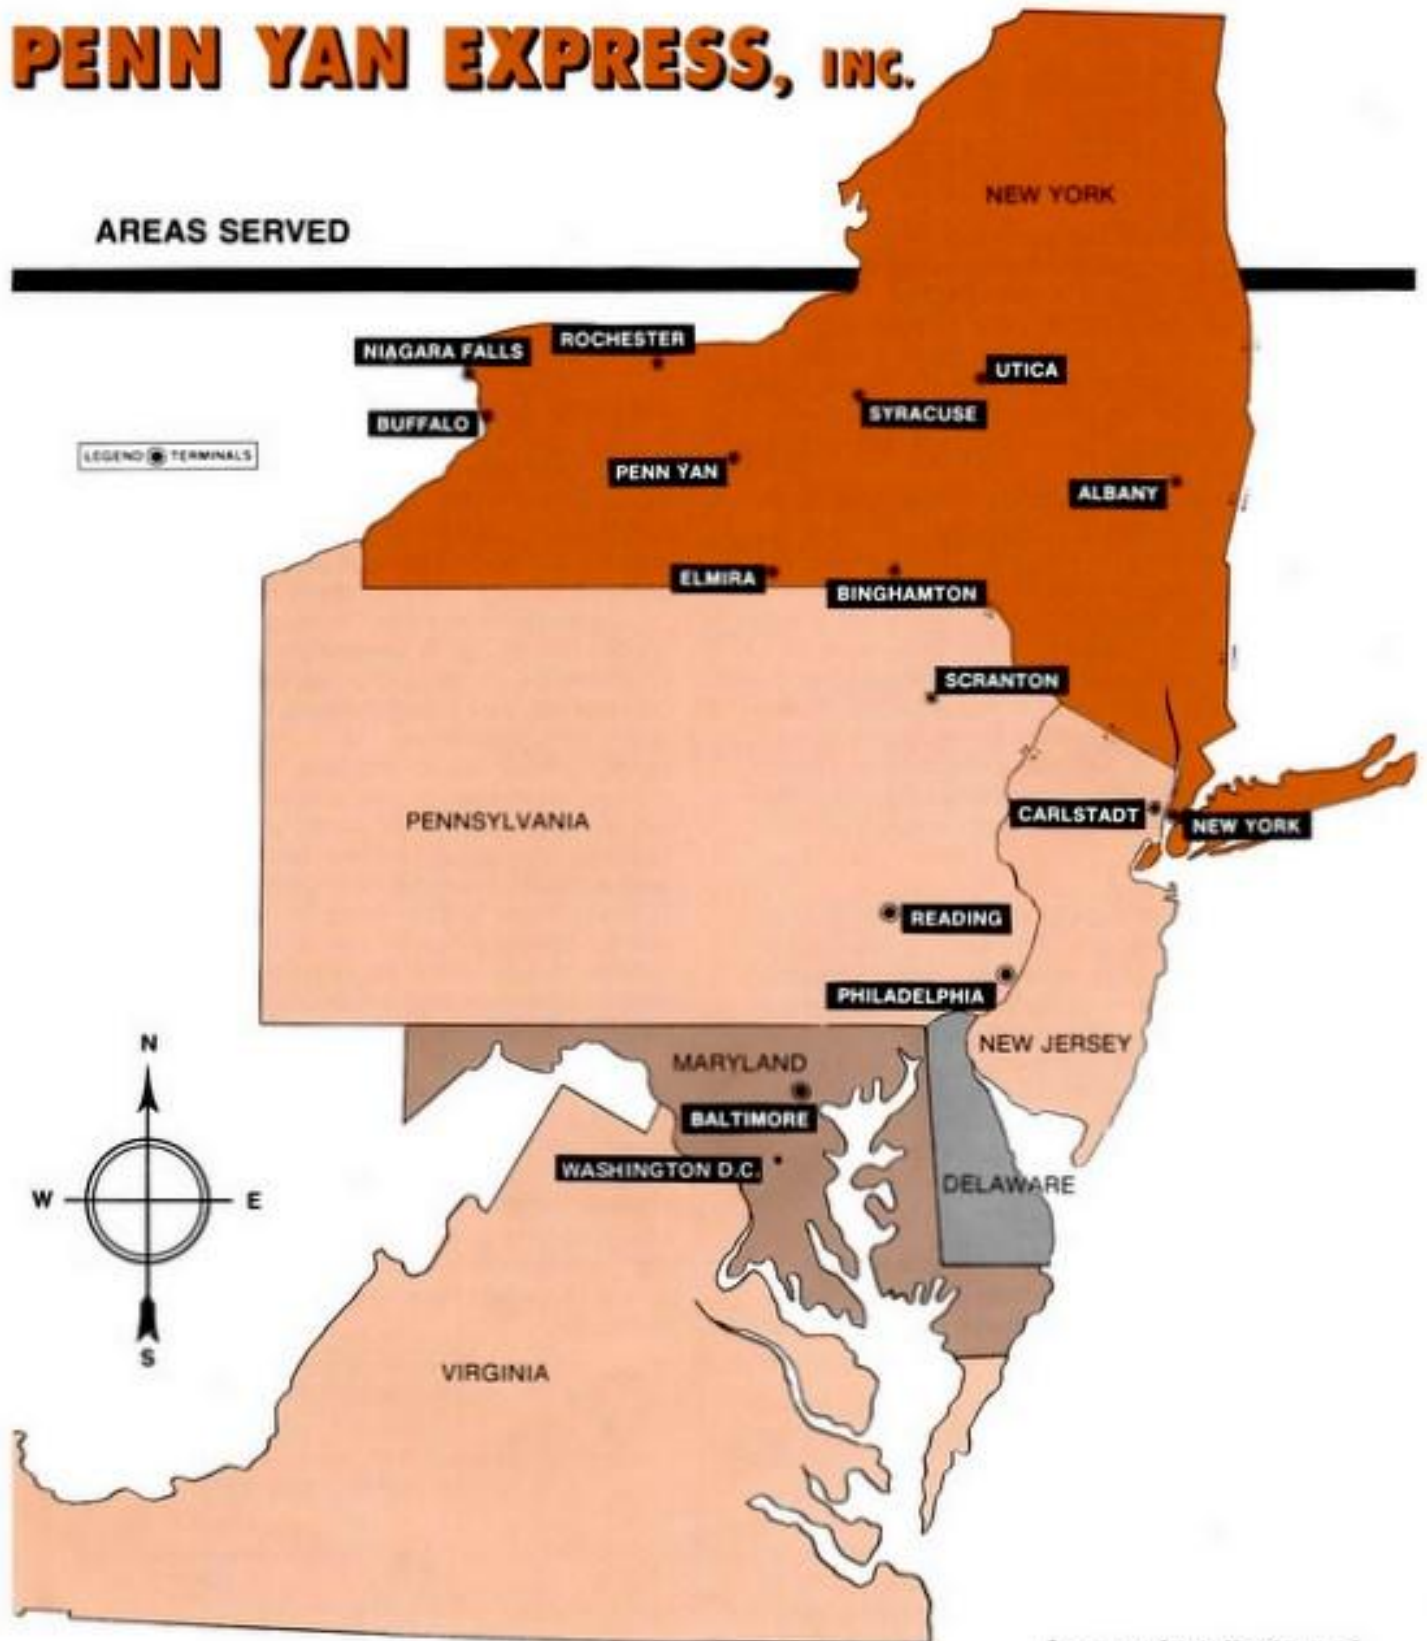 PENN YAN EXPRESS, INC.
AREAS SERVED
NEW YORK
NIAGARA FALLS
ROCHESTER
UTICA
SYRACUSE
BUFFALO
LEGEND TERMINALS
PENN YAN
ALBANY
ELMIRA
BINGHAMTON
SCRANTON
PENNSYLVANIA
CARLSTADT
NEW YORK
READING
PHILADELPHIA
N
NEW JERSEY
MARYLAND
BALTIMORE
WASHINGTON D.C.
W
E
DELAWARE
S
VIRGINIA